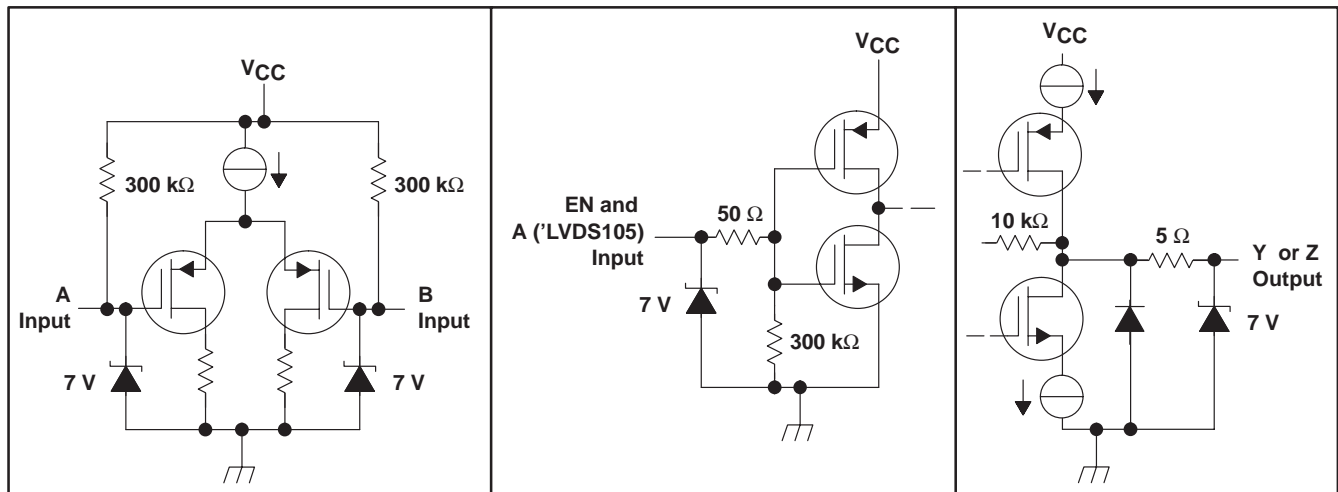 VCC
300 kΩ
300 kΩ
A
Input
B
Input
7 V
7 V
VCC
EN and
A ('LVDS105)
Input
50 Ω
7 V
300 kΩ
VCC
10 kΩ
5 Ω
Y or Z
Output
7 V